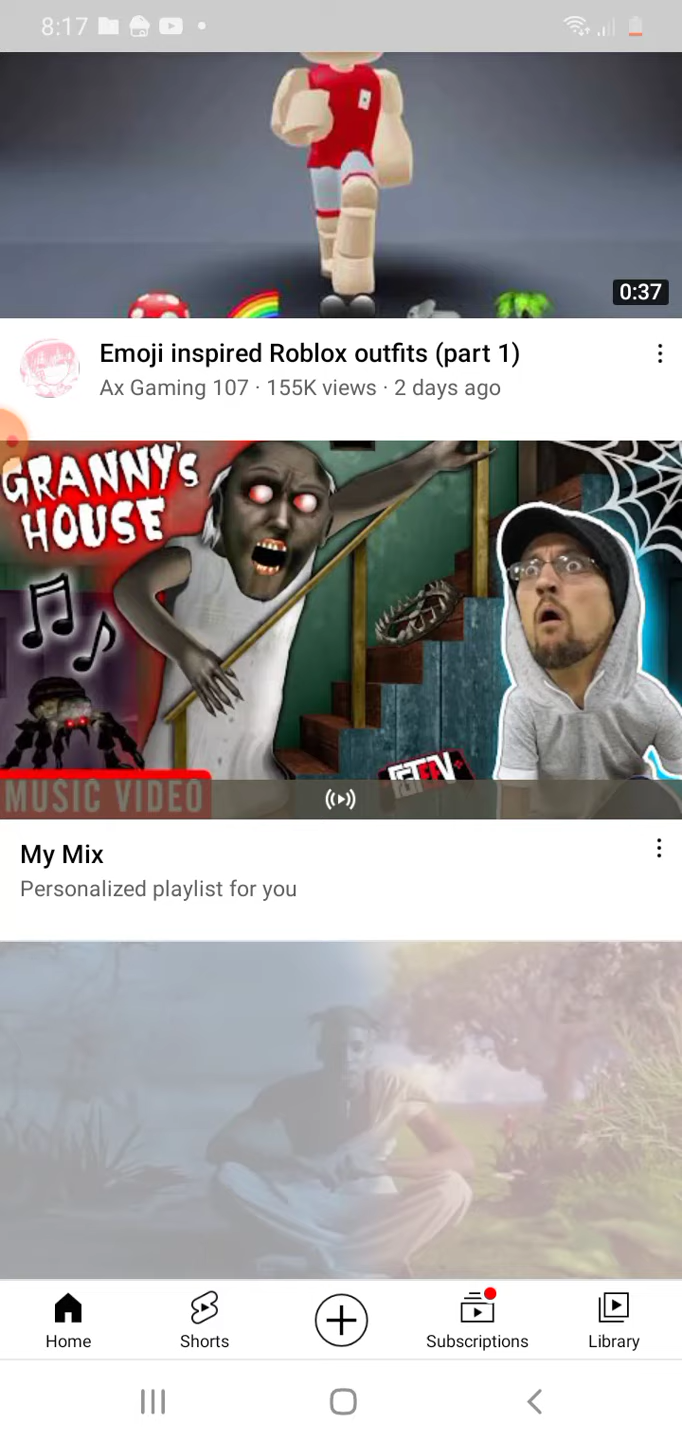 8:17
0:37
Emoji inspired Roblox outfits (part 1)
Ax Gaming 107 · 155K views · 2 days ago
GRANNY'S
HOUSE
FGTEEV
MUSIC VIDEO
My Mix
Personalized playlist for you
Home
Shorts
Subscriptions
Library